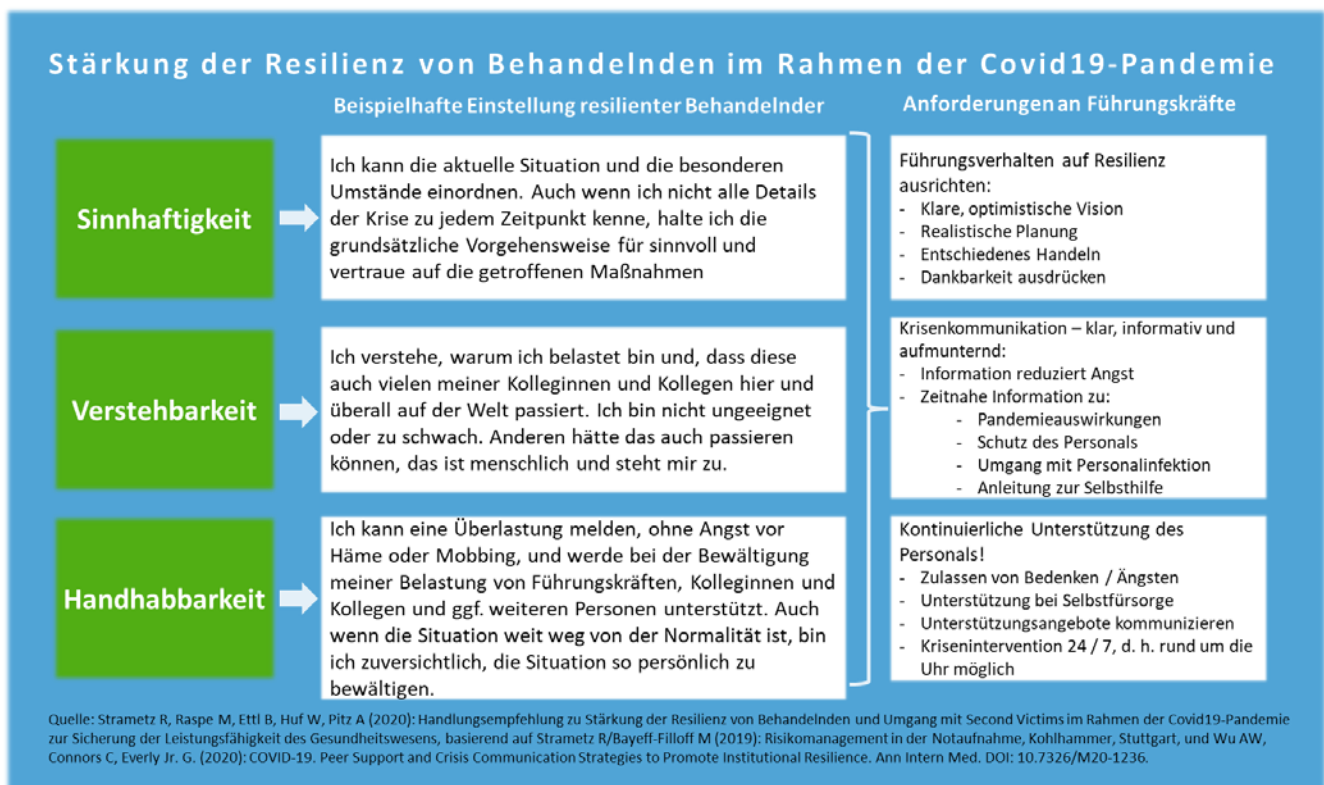 Stärkung der Resilienz von Behandelnden im Rahmen der Covid19-Pandemie
Beispielhafte Einstellung resilienter Behandelnder
Anforderungen an Führungskräfte
Sinnhaftigkeit
Ich kann die aktuelle Situation und die besonderen
Umstände einordnen. Auch wenn ich nicht alle Details
der Krise zu jedem Zeitpunkt kenne, halte ich die
grundsätzliche Vorgehensweise für sinnvoll und
vertraue auf die getroffenen Maßnahmen
Führungsverhalten auf Resilienz
ausrichten:
- Klare, optimistische Vision
- Realistische Planung
- Entschiedenes Handeln
- Dankbarkeit ausdrücken
Verstehbarkeit
Ich verstehe, warum ich belastet bin und, dass diese
auch vielen meiner Kolleginnen und Kollegen hier und
überall auf der Welt passiert. Ich bin nicht ungeeignet
oder zu schwach. Anderen hätte das auch passieren
können, das ist menschlich und steht mir zu.
Krisenkommunikation – klar, informativ und
aufmunternd:
- Information reduziert Angst
- Zeitnahe Information zu:
- Pandemieauswirkungen
- Schutz des Personals
- Umgang mit Personalinfektion
- Anleitung zur Selbsthilfe
Handhabbarkeit
Ich kann eine Überlastung melden, ohne Angst vor
Häme oder Mobbing, und werde bei der Bewältigung
meiner Belastung von Führungskräften, Kolleginnen und
Kollegen und ggf. weiteren Personen unterstützt. Auch
wenn die Situation weit weg von der Normalität ist, bin
ich zuversichtlich, die Situation so persönlich zu
bewältigen.
Kontinuierliche Unterstützung des
Personals!
- Zulassen von Bedenken / Ängsten
- Unterstützung bei Selbstfürsorge
- Unterstützungsangebote kommunizieren
- Krisenintervention 24 / 7, d. h. rund um die
Uhr möglich
Quelle: Strametz R, Raspe M, Ettl B, Huf W, Pitz A (2020): Handlungsempfehlung zu Stärkung der Resilienz von Behandelnden und Umgang mit Second Victims im Rahmen der Covid19-Pandemie
zur Sicherung der Leistungsfähigkeit des Gesundheitswesens, basierend auf Strametz R/Bayeff-Filloff M (2019): Risikomanagement in der Notaufnahme, Kohlhammer, Stuttgart, und Wu AW,
Connors C, Everly Jr. G. (2020): COVID-19. Peer Support and Crisis Communication Strategies to Promote Institutional Resilience. Ann Intern Med. DOI: 10.7326/M20-1236.